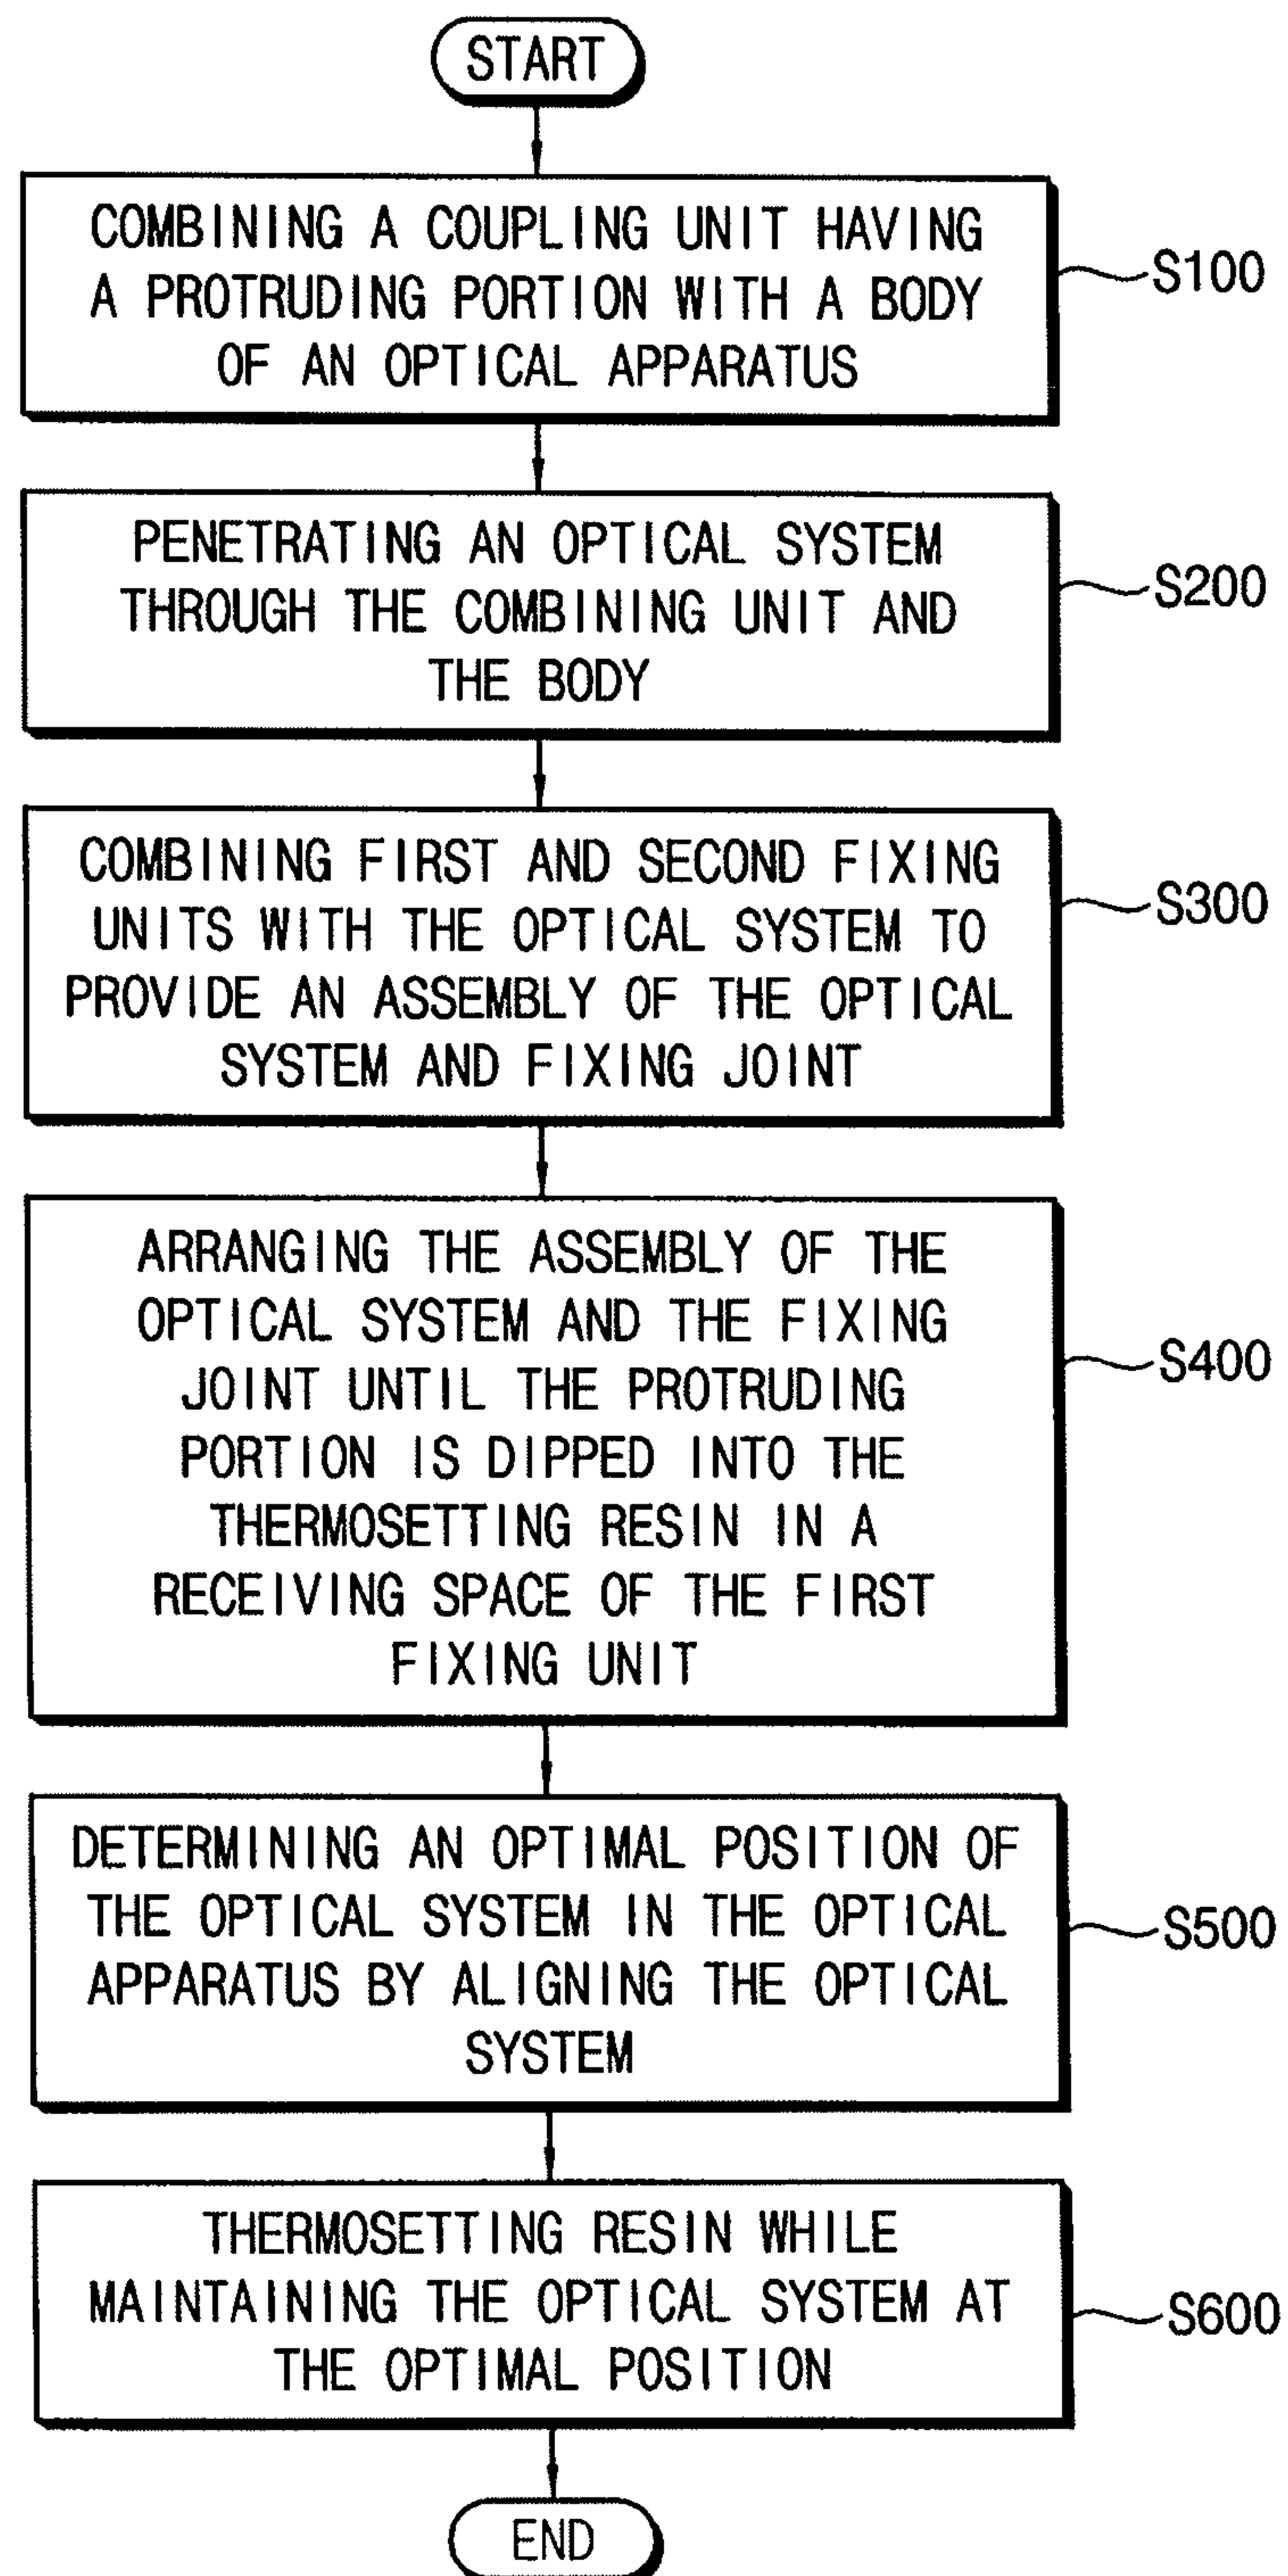 START
COMBINING A COUPLING UNIT HAVING
A PROTRUDING PORTION WITH A BODY
OF AN OPTICAL APPARATUS
S100
PENETRATING AN OPTICAL SYSTEM
THROUGH THE COMBINING UNIT AND
THE BODY
S200
COMBINING FIRST AND SECOND FIXING
UNITS WITH THE OPTICAL SYSTEM TO
PROVIDE AN ASSEMBLY OF THE OPTICAL
SYSTEM AND FIXING JOINT
S300
ARRANGING THE ASSEMBLY OF THE
OPTICAL SYSTEM AND THE FIXING
JOINT UNTIL THE PROTRUDING
PORTION IS DIPPED INTO THE
THERMOSETTING RESIN IN A
RECEIVING SPACE OF THE FIRST
FIXING UNIT
S400
DETERMINING AN OPTIMAL POSITION OF
THE OPTICAL SYSTEM IN THE OPTICAL
APPARATUS BY ALIGNING THE OPTICAL
SYSTEM
S500
THERMOSETTING RESIN WHILE
MAINTAINING THE OPTICAL SYSTEM AT
THE OPTIMAL POSITION
S600
END